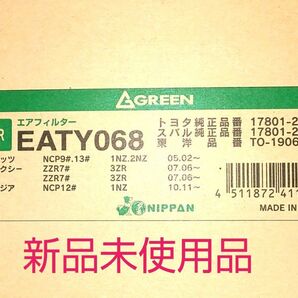 GREEN
R エアフィルター
EATY068
トヨタ純正品番 17801-2
スバル純正品番 17801-2
東洋品番 TO-1906
ッツ NCP9#.13# 1NZ.2NZ 05.02~
クシー ZZR7# 3ZR 07.06~
ZZR7# 3ZR 07.06~
ジア NCP12# 1NZ 10.11~
NIPPAN
4 511872 41
MADE IN
新品未使用品